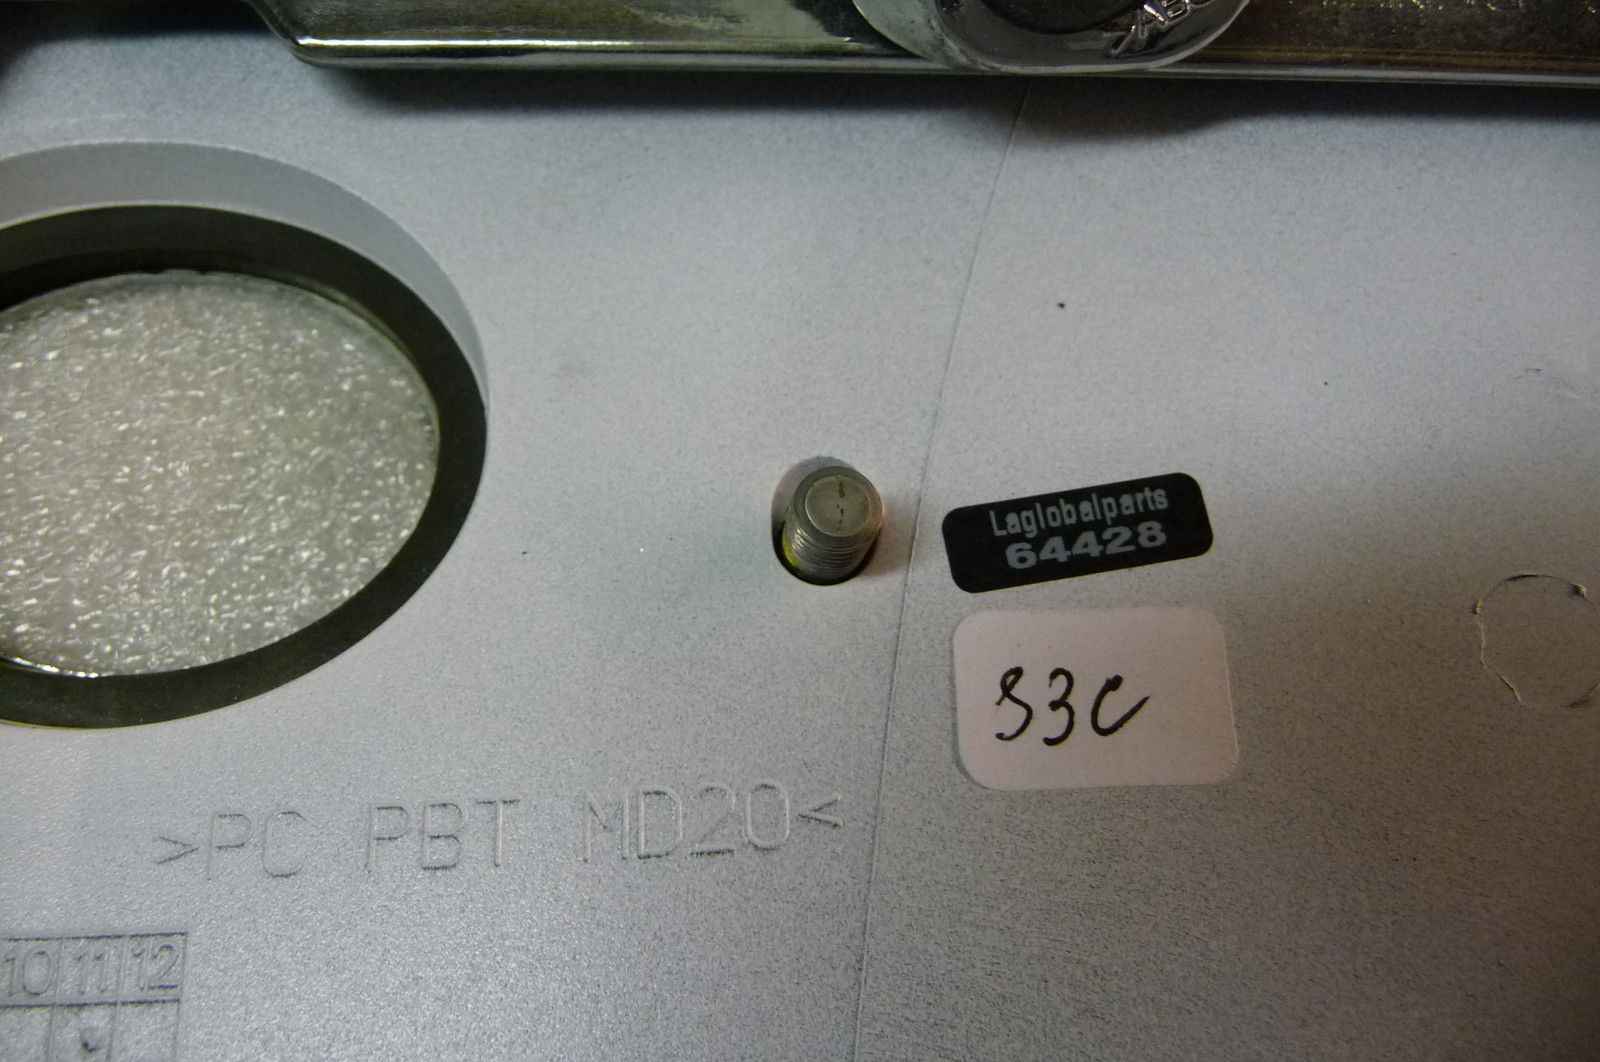 Laglobalparts
64428
S3C
>PC PBT MD20<
10 11 12